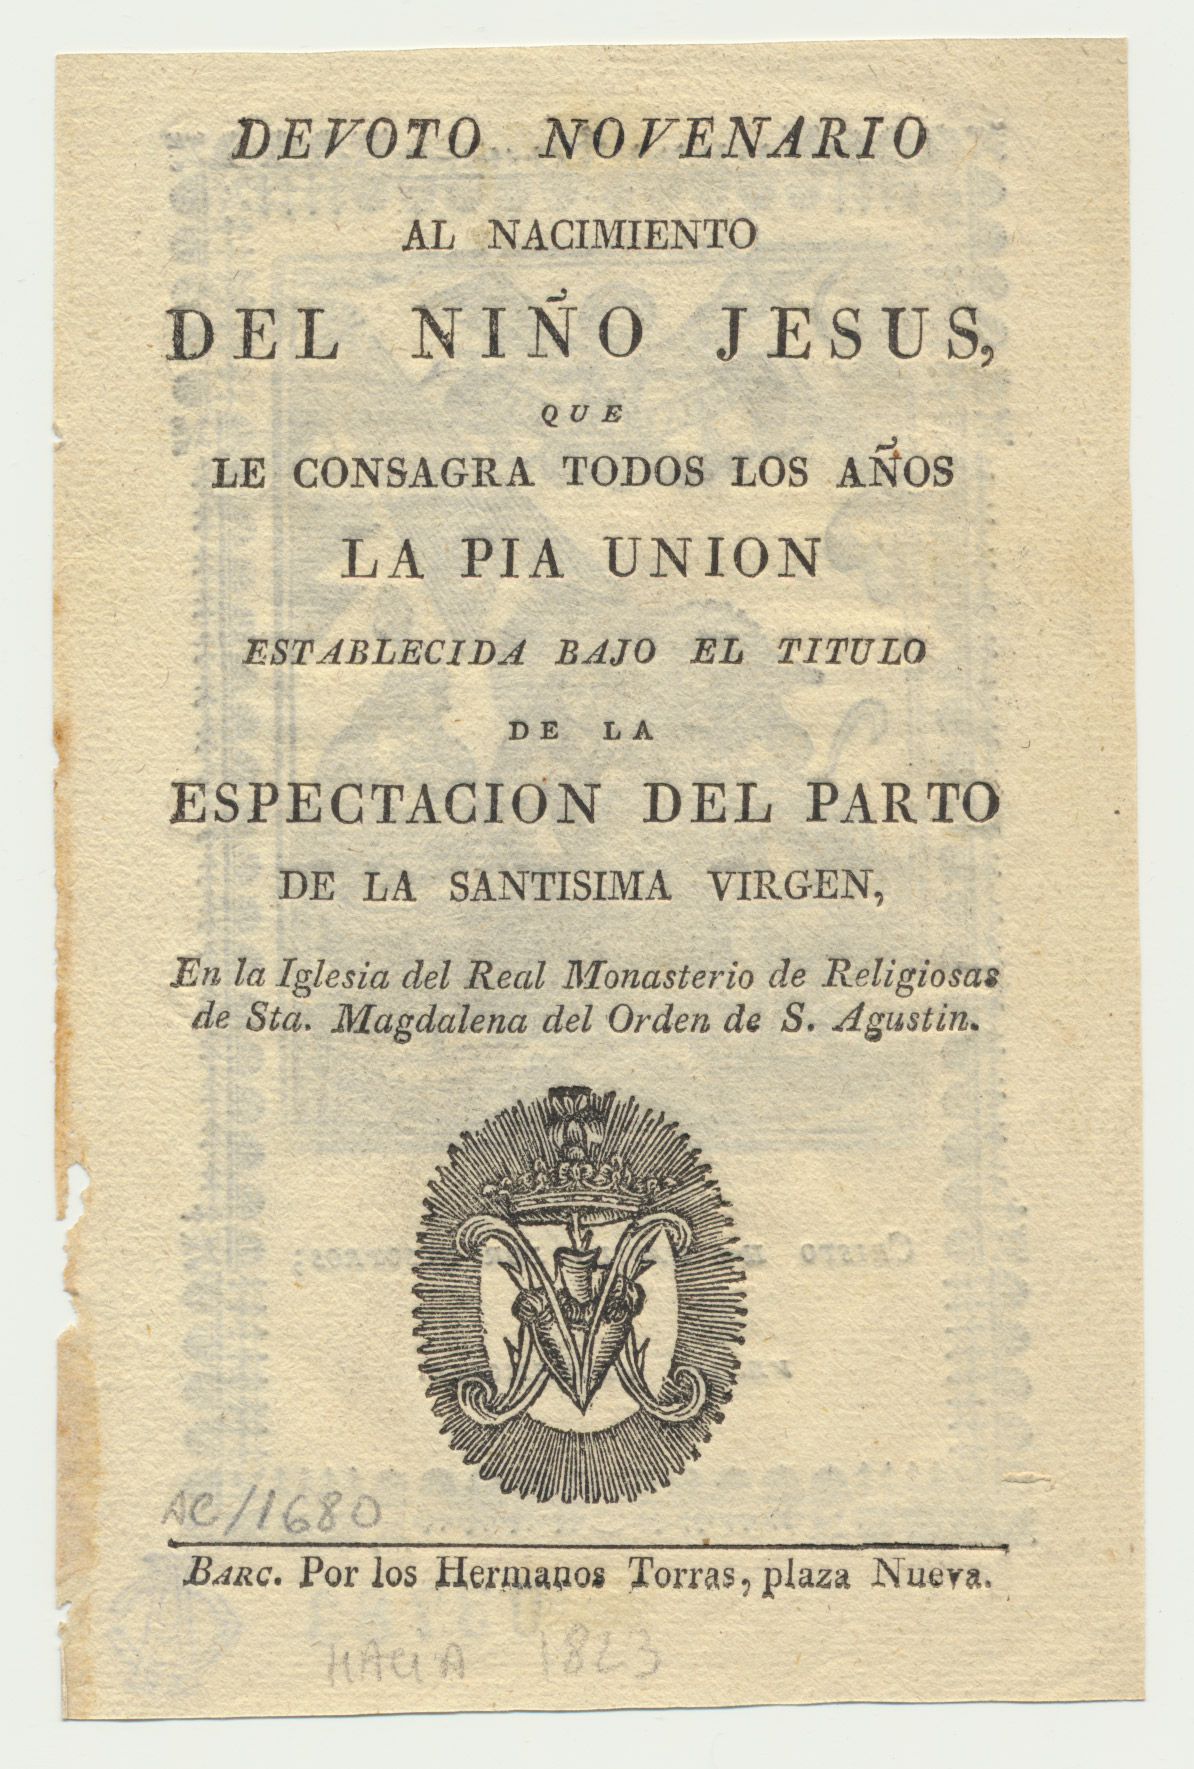 DEVOTO NOVENARIO
AL NACIMIENTO
DEL NIÑO JESUS,
QUE
LE CONSAGRA TODOS LOS AÑOS
LA PIA UNION
ESTABLECIDA BAJO EL TITULO
DE LA
ESPECTACION DEL PARTO
DE LA SANTISIMA VIRGEN,
En la Iglesia del Real Monasterio de Religiosas
de Sta. Magdalena del Orden de S. Agustin.
AC/1680
BARC. Por los Hermanos Torras, plaza Nueva.
HACIA 1823